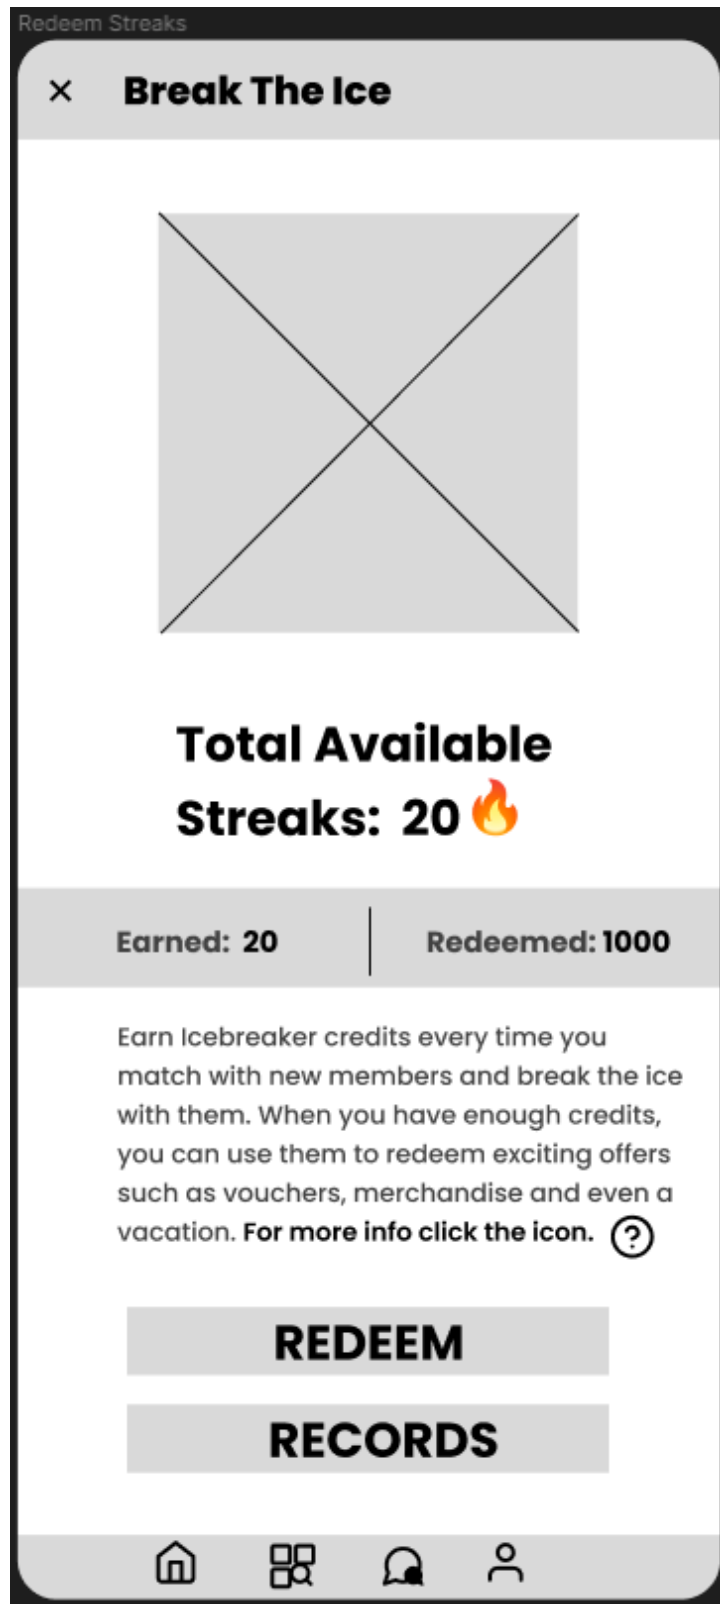 Redeem Streaks
Break The Ice
Total Available
Streaks: 20🔥
Earned: 20
Redeemed: 1000
Earn Icebreaker credits every time you
match with new members and break the ice
with them. When you have enough credits,
you can use them to redeem exciting offers
such as vouchers, merchandise and even a
vacation. For more info click the icon. ?
REDEEM
RECORDS